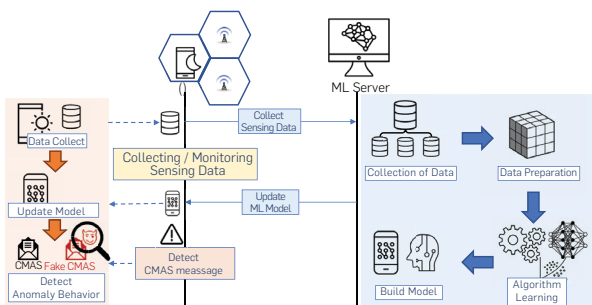 ML Server
()
Collect
Sensing Data
Data Collect
Collecting / Monitoring
Sensing Data
Collection of Data
Data Preparation
Update Model
Update
ML Model
CMAS Fake CMAS
Detect
CMAS meassage
Detect
Anomaly Behavior
Build Model
Algorithm
Learning